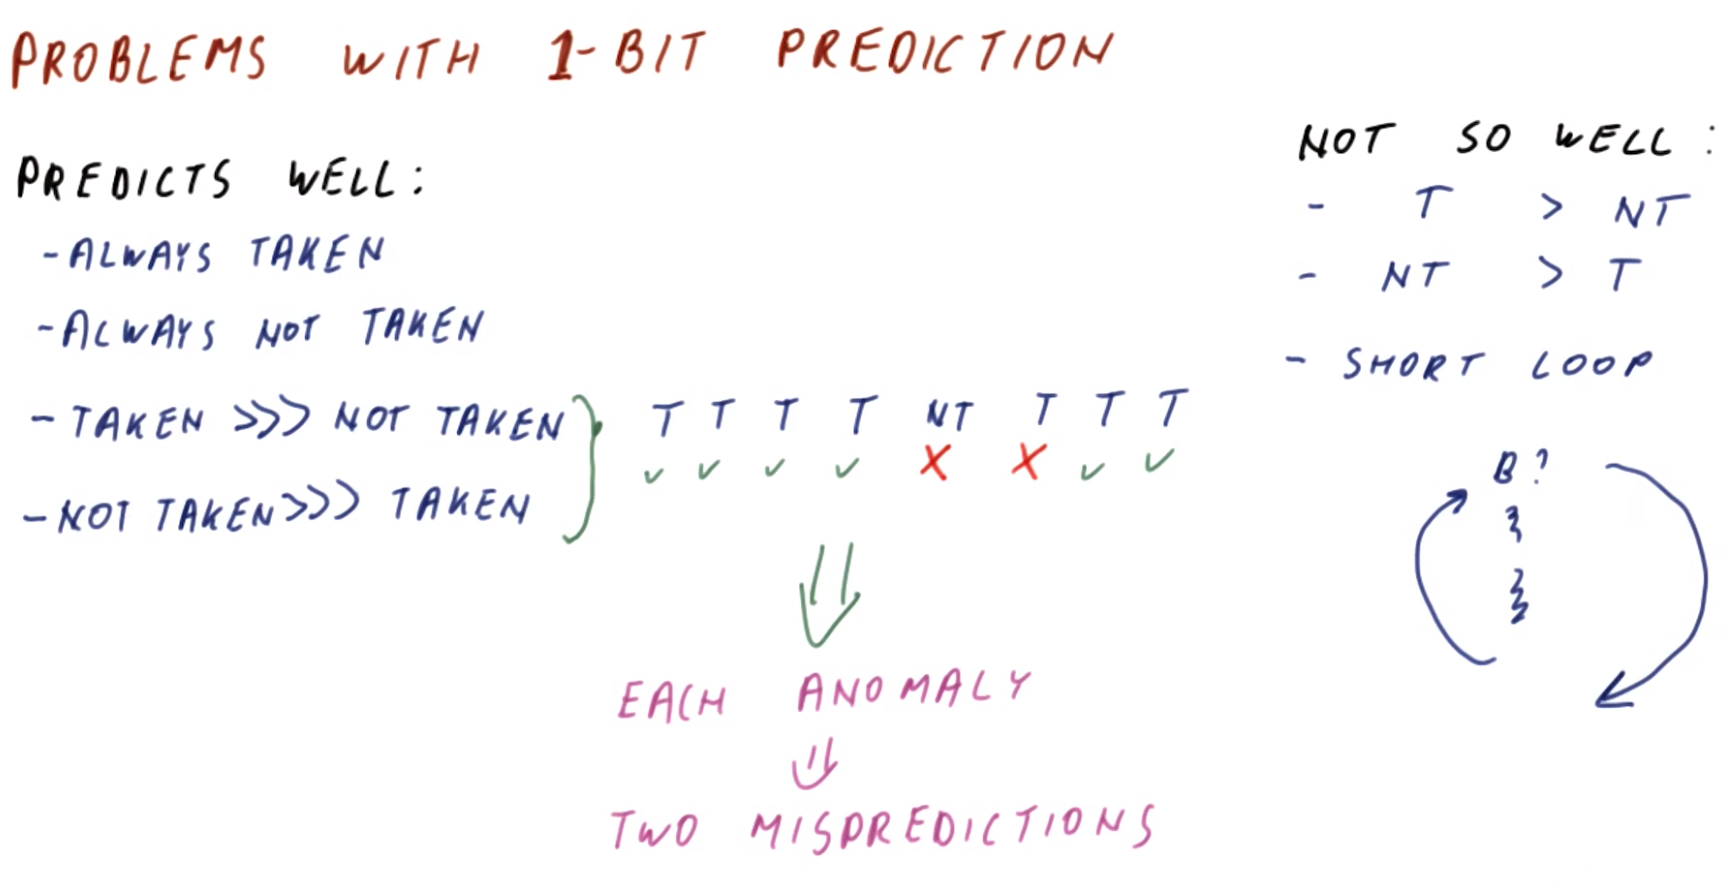 PROBLEMS WITH 1-BIT PREDICTION
PREDICTS WELL:
- ALWAYS TAKEN
- ALWAYS NOT TAKEN
- TAKEN >>> NOT TAKEN
- NOT TAKEN >>> TAKEN
T T T T NT T T T
✓ ✓ ✓ ✓ X X ✓ ✓
EACH ANOMALY
⇓
TWO MISPREDICTIONS
NOT SO WELL:
- T > NT
- NT > T
- SHORT LOOP
B?